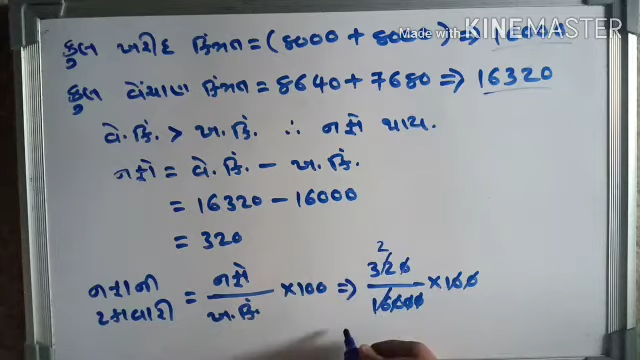 Made with KINEMASTER
કુલ ખરીદ કિંમત = (8000 + 8000) ⇒ 16000
કુલ વેંચાણ કિંમત = 8640 + 7680 ⇒ 16320
વે. કિં. > ખ. કિં. ∴ નફો થાય.
નફો = વે. કિં. - ખ. કિં.
= 16320 - 16000
= 320
નફાની ટકાવારી = નફો / ખ. કિં. × 100 ⇒ 320 / 16000 × 100
2